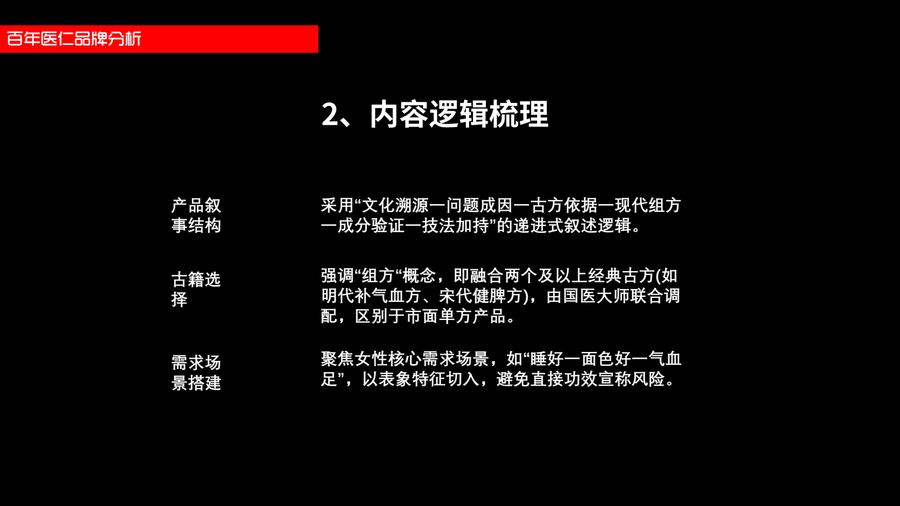 百年医仁品牌分析
2、内容逻辑梳理
产品叙
事结构
采用“文化溯源一问题成因一古方依据一现代组方
一成分验证一技法加持”的递进式叙述逻辑。
古籍选
择
强调“组方“概念，即融合两个及以上经典古方(如
明代补气血方、宋代健脾方)，由国医大师联合调
配，区别于市面单方产品。
需求场
景搭建
聚焦女性核心需求场景，如“睡好一面色好一气血
足”，以表象特征切入，避免直接功效宣称风险。